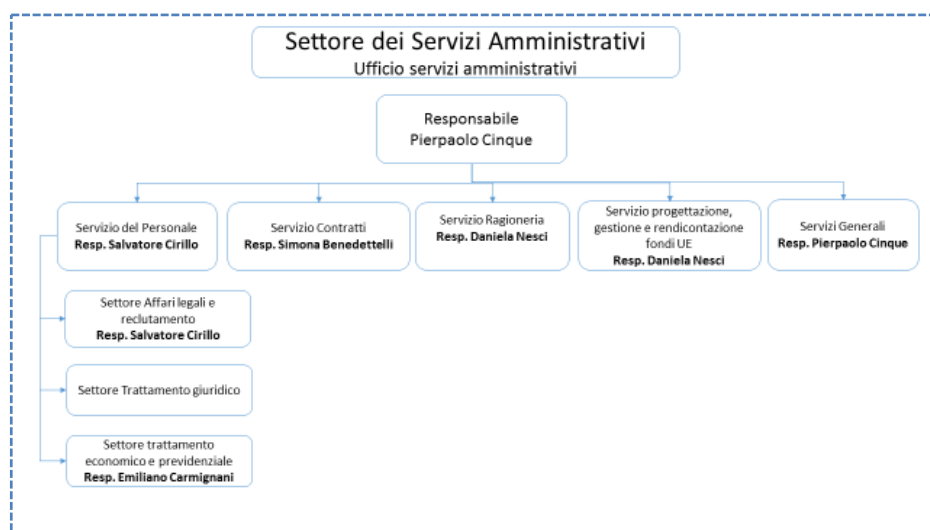 Settore dei Servizi Amministrativi
Ufficio servizi amministrativi
Responsabile
Pierpaolo Cinque
Servizio del Personale
Resp. Salvatore Cirillo
Servizio Contratti
Resp. Simona Benedettelli
Servizio Ragioneria
Resp. Daniela Nesci
Servizio progettazione,
gestione e rendicontazione
fondi UE
Resp. Daniela Nesci
Servizi Generali
Resp. Pierpaolo Cinque
Settore Affari legali e
reclutamento
Resp. Salvatore Cirillo
Settore Trattamento giuridico
Settore trattamento
economico e previdenziale
Resp. Emiliano Carmignani